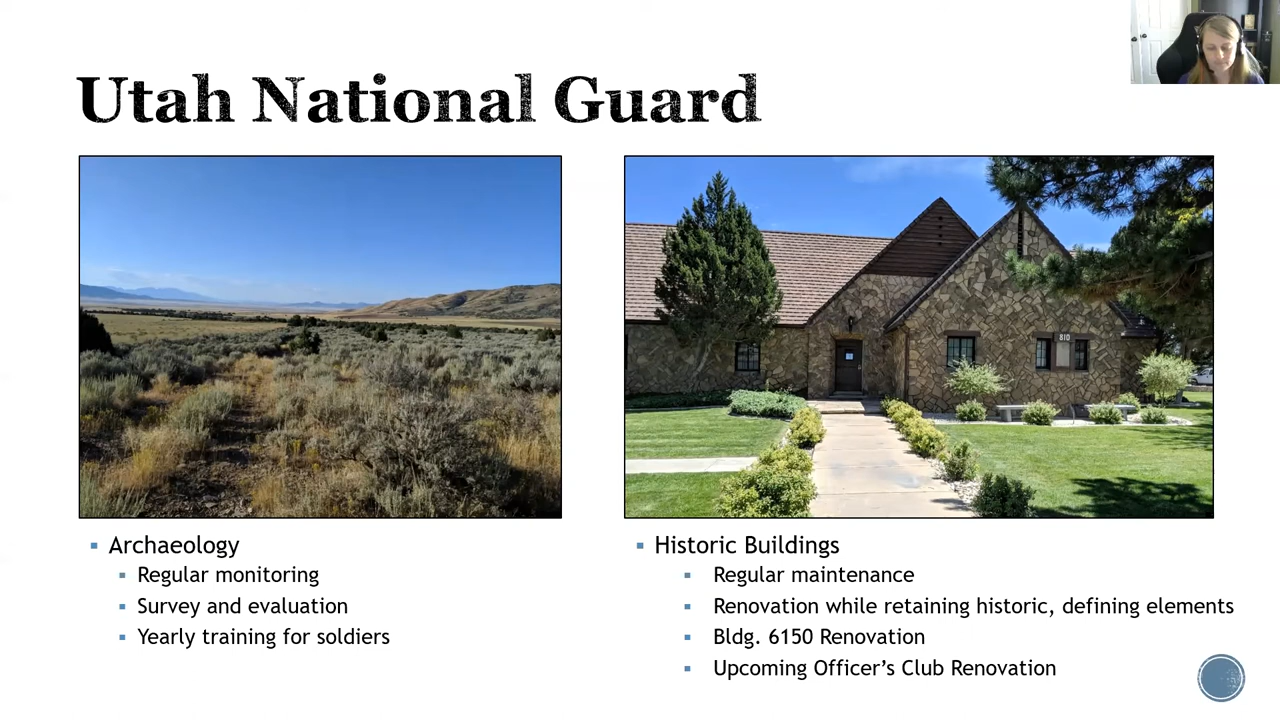 Utah National Guard
810
Archaeology
Regular monitoring
Survey and evaluation
Yearly training for soldiers
Historic Buildings
Regular maintenance
Renovation while retaining historic, defining elements
Bldg. 6150 Renovation
Upcoming Officer’s Club Renovation